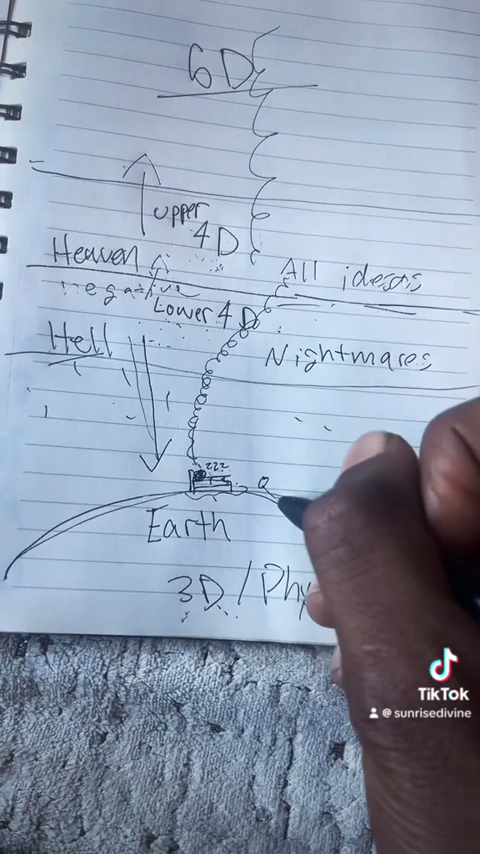 6D
upper
4D
Heaven
All ideas
negative
Lower 4D
Hell
Nightmares
zzz
Earth
3D / Phy
TikTok
@ sunrisedivine